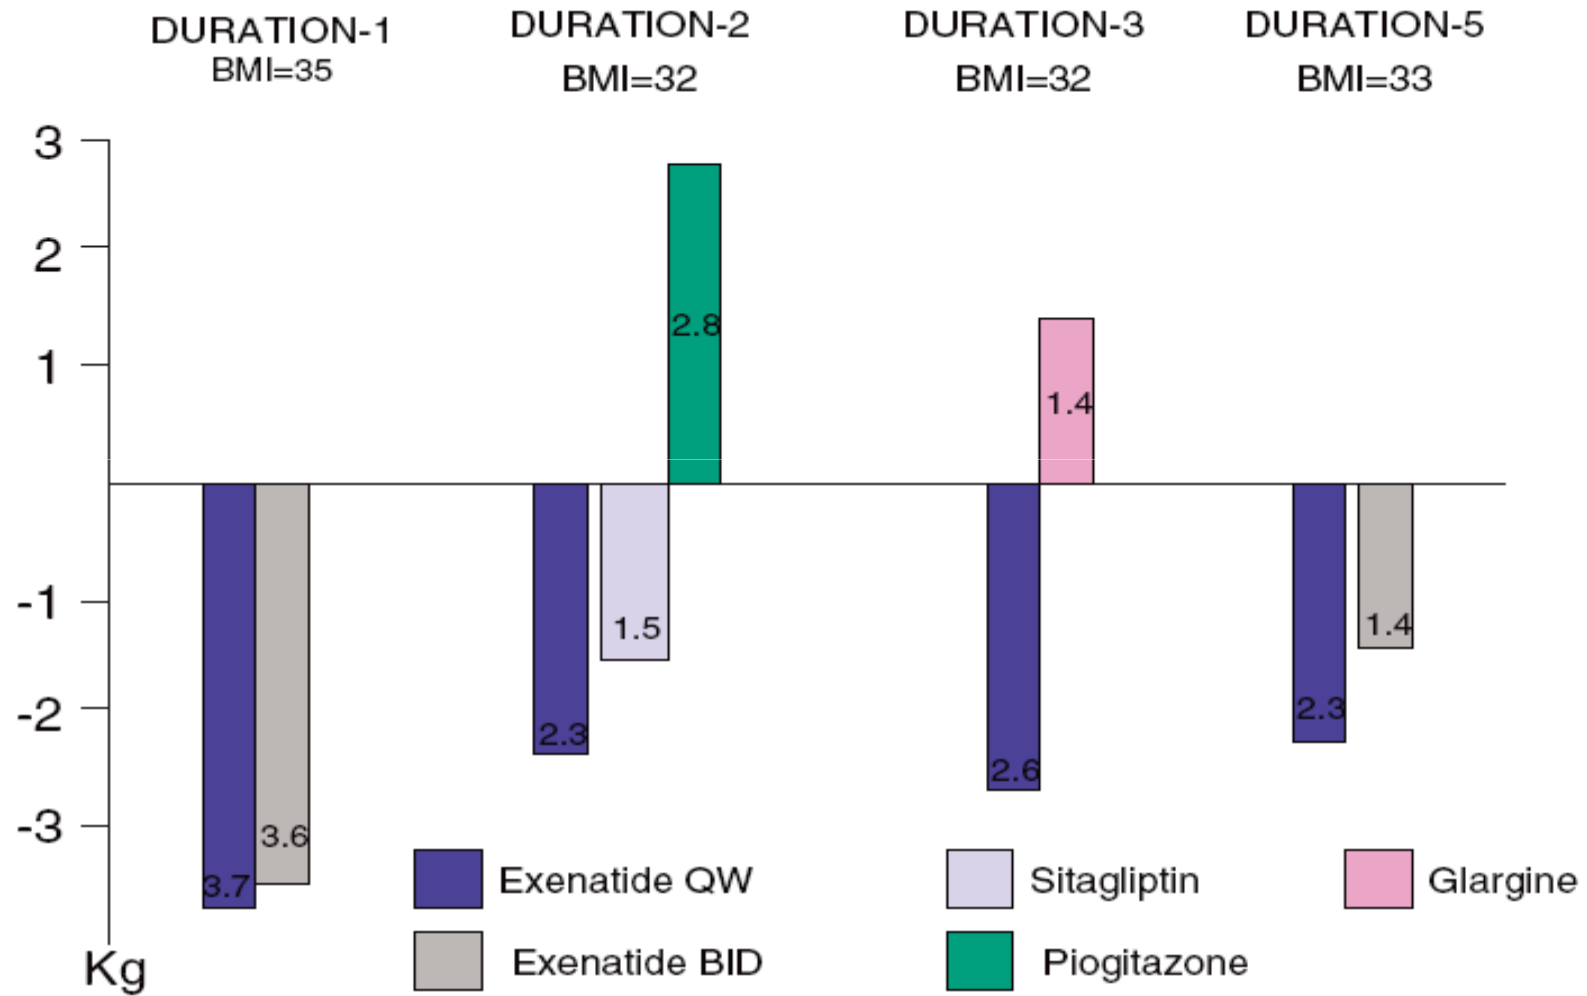 DURATION-1
BMI=35
DURATION-2
BMI=32
DURATION-3
BMI=32
DURATION-5
BMI=33
3
2
1
-1
-2
-3
Kg
3.7
3.6
2.3
1.5
2.8
2.6
1.4
2.3
1.4
Exenatide QW
Exenatide BID
Sitagliptin
Piogitazone
Glargine